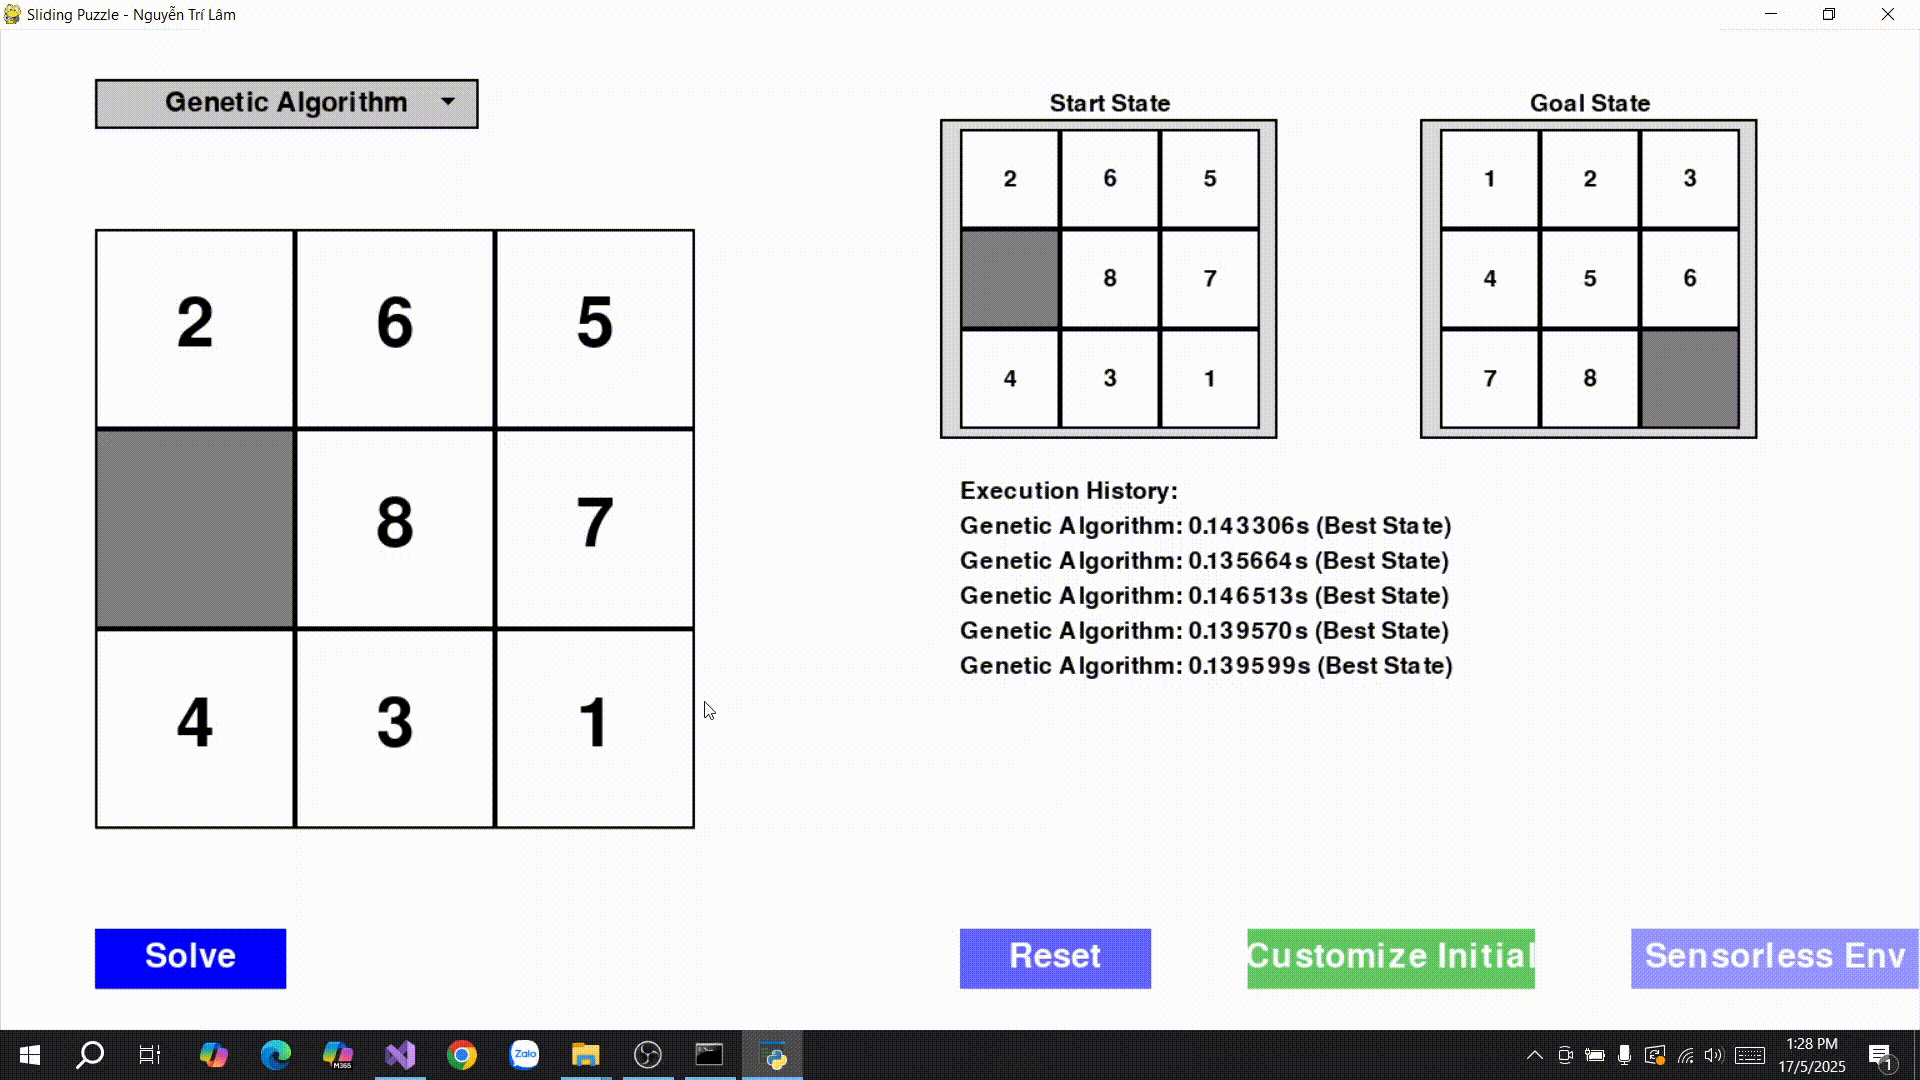 Sliding Puzzle - Nguyễn Trí Lâm
Genetic Algorithm
2 6 5
8 7
4 3 1
Start State
2 6 5
8 7
4 3 1
Goal State
1 2 3
4 5 6
7 8
Execution History:
Genetic Algorithm: 0.143306s (Best State)
Genetic Algorithm: 0.135664s (Best State)
Genetic Algorithm: 0.146513s (Best State)
Genetic Algorithm: 0.139570s (Best State)
Genetic Algorithm: 0.139599s (Best State)
Solve
Reset
Customize Initial
Sensorless Env
M365
Zalo
1:28 PM
17/5/2025
1